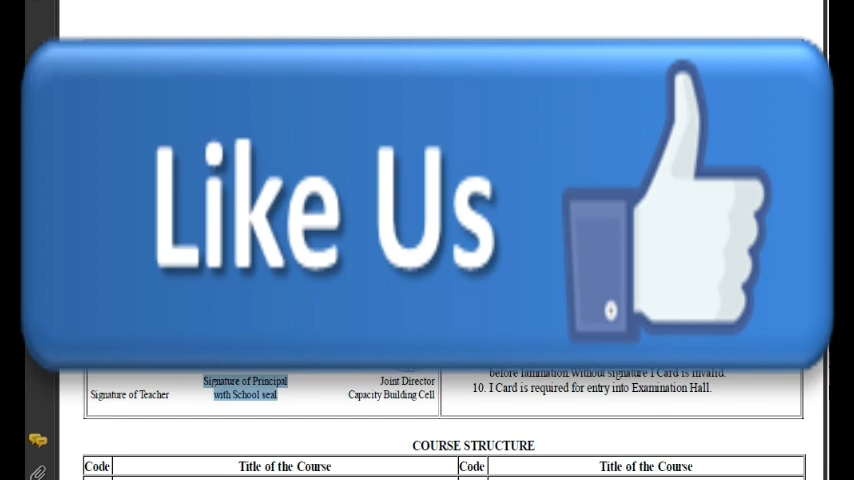 Like Us
before lamination.Without signature I Card is invalid.
10. I Card is required for entry into Examination Hall.
Signature of Principal
with School seal
Signature of Teacher
Joint Director
Capacity Building Cell
COURSE STRUCTURE
Code Title of the Course Code Title of the Course